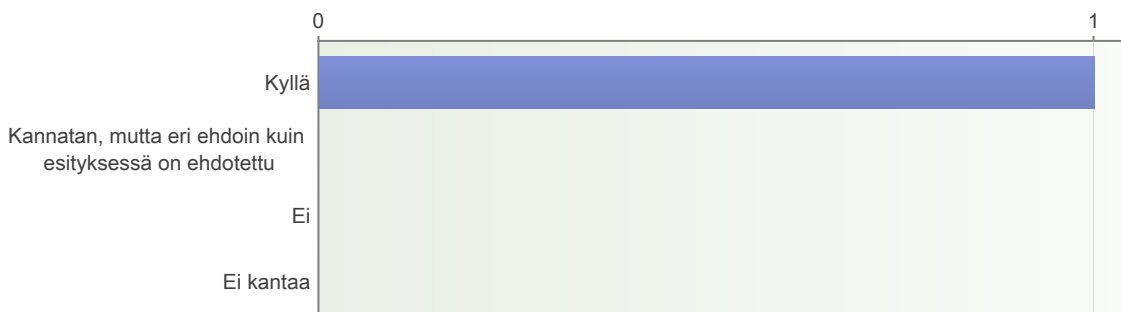 0 1
Kyllä
Kannatan, mutta eri ehdoin kuin
esityksessä on ehdotettu
Ei
Ei kantaa